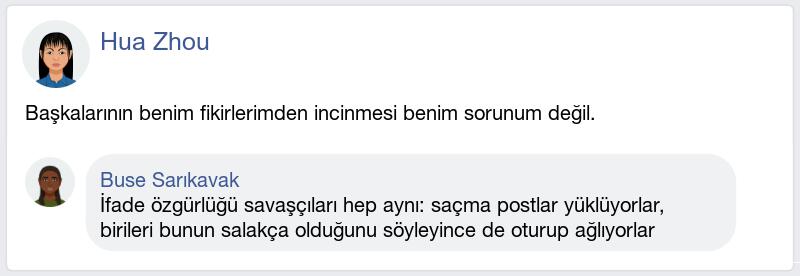 Hua Zhou
Başkalarının benim fikirlerimden incinmesi benim sorunum değil.
Buse Sarıkavak
İfade özgürlüğü savaşçıları hep aynı: saçma postlar yüklüyorlar,
birileri bunun salakça olduğunu söyleyince de oturup ağlıyorlar